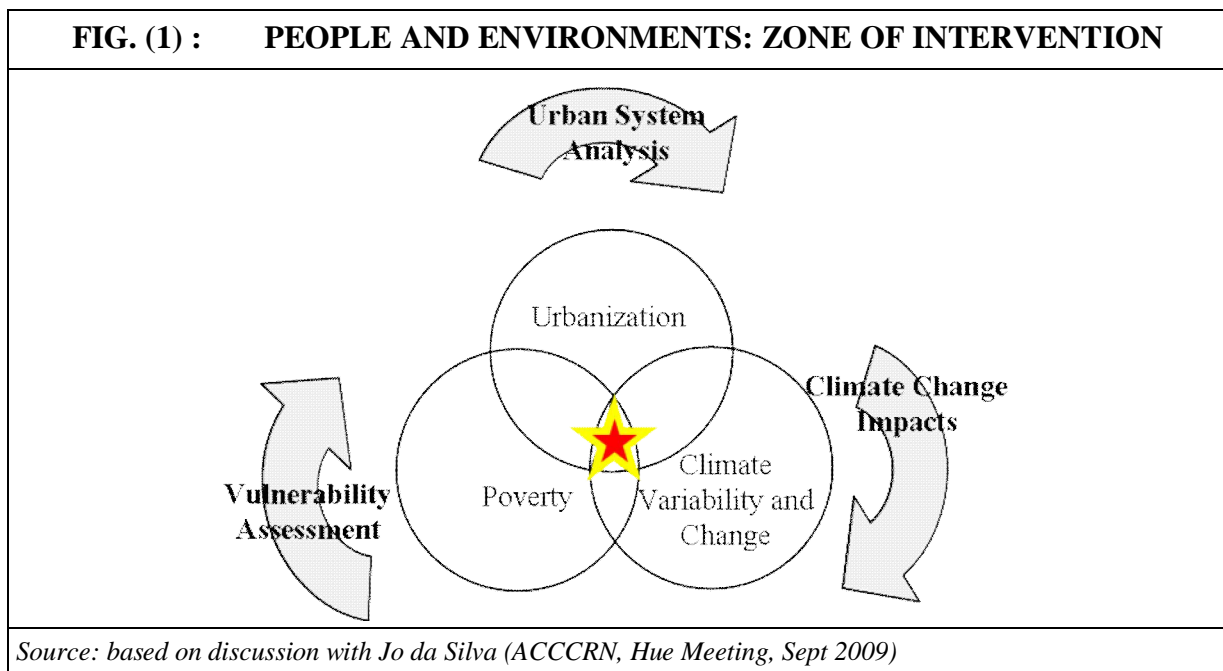 FIG. (1) : PEOPLE AND ENVIRONMENTS: ZONE OF INTERVENTION
Urban System
Analysis
Urbanization
Climate Change
Impacts
Climate
Variability and
Change
Poverty
Vulnerability
Assessment
Source: based on discussion with Jo da Silva (ACCCRN, Hue Meeting, Sept 2009)